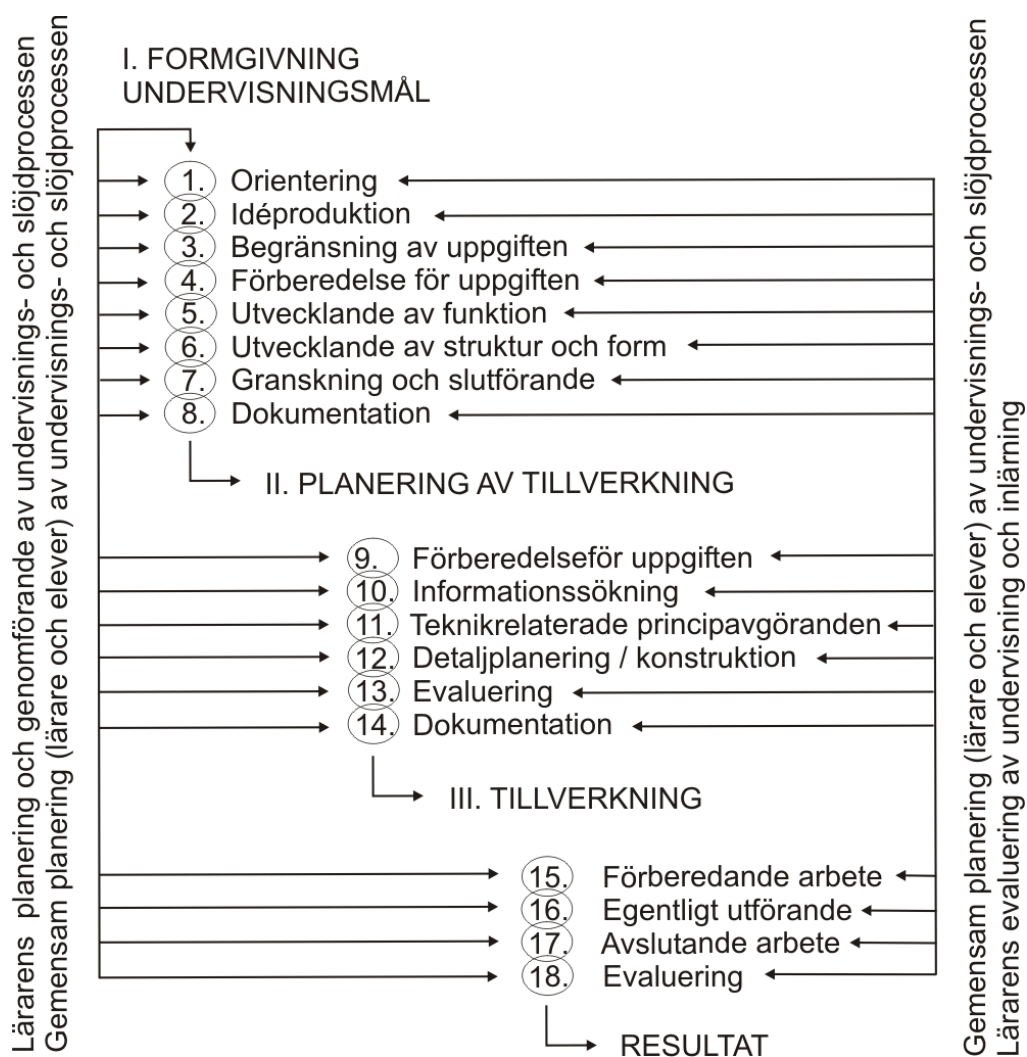 Lärarens planering och genomförande av undervisnings- och slöjdprocessen
Gemensam planering (lärare och elever) av undervisnings- och slöjdprocessen
I. FORMGIVNING
UNDERVISNINGSMÅL
1. Orientering
2. Idéproduktion
3. Begränsning av uppgiften
4. Förberedelse för uppgiften
5. Utvecklande av funktion
6. Utvecklande av struktur och form
7. Granskning och slutförande
8. Dokumentation
II. PLANERING AV TILLVERKNING
9. Förberedelseför uppgiften
10. Informationssökning
11. Teknikrelaterade principavgöranden
12. Detaljplanering / konstruktion
13. Evaluering
14. Dokumentation
III. TILLVERKNING
15. Förberedande arbete
16. Egentligt utförande
17. Avslutande arbete
18. Evaluering
RESULTAT
Gemensam planering (lärare och elever) av undervisnings- och slöjdprocessen
Lärarens evaluering av undervisning och inlärning